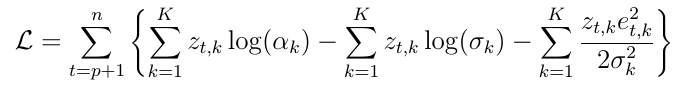 $$\mathcal{L} = \sum_{t=p+1}^{n} \left\{ \sum_{k=1}^{K} z_{t,k} \log(\alpha_k) - \sum_{k=1}^{K} z_{t,k} \log(\sigma_k) - \sum_{k=1}^{K} \frac{z_{t,k} e_{t,k}^2}{2\sigma_k^2} \right\}$$